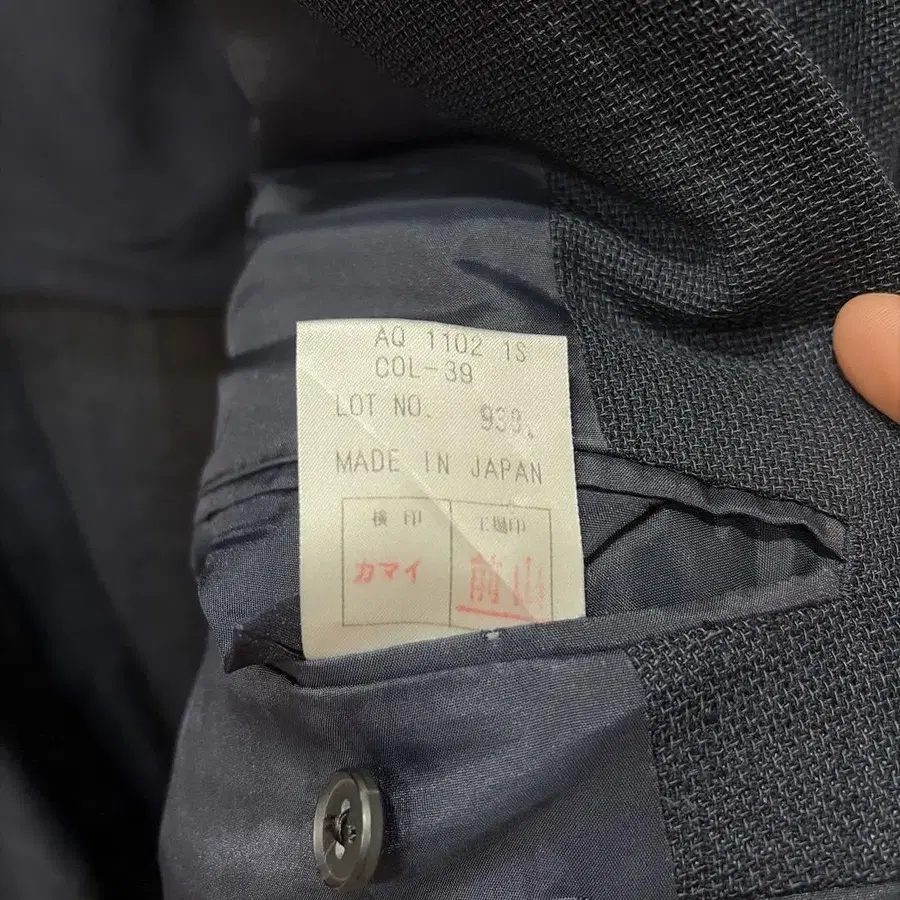 AQ 1102 1S
COL-39
LOT NO. 939.
MADE IN JAPAN
検印 工場印
カマイ 前山